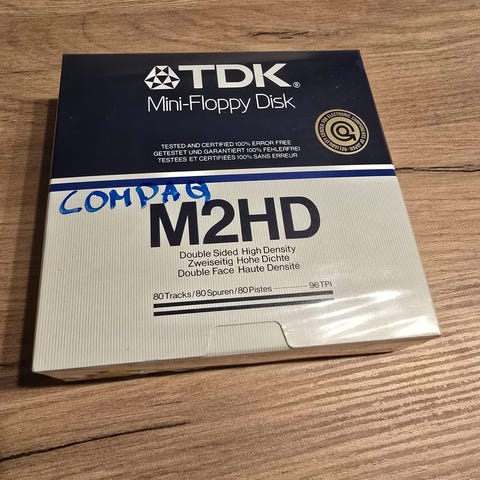 TDK®
Mini-Floppy Disk
TESTED AND CERTIFIED 100% ERROR FREE
GETESTET UND GARANTIERT 100% FEHLERFREI
TESTÉES ET CERTIFIÉES 100% SANS ERREUR
COMPAQ
M2HD
Double Sided High Density
Zweiseitig Hohe Dichte
Double Face Haute Densité
80 Tracks/80 Spuren/80 Pistes 96 TPI